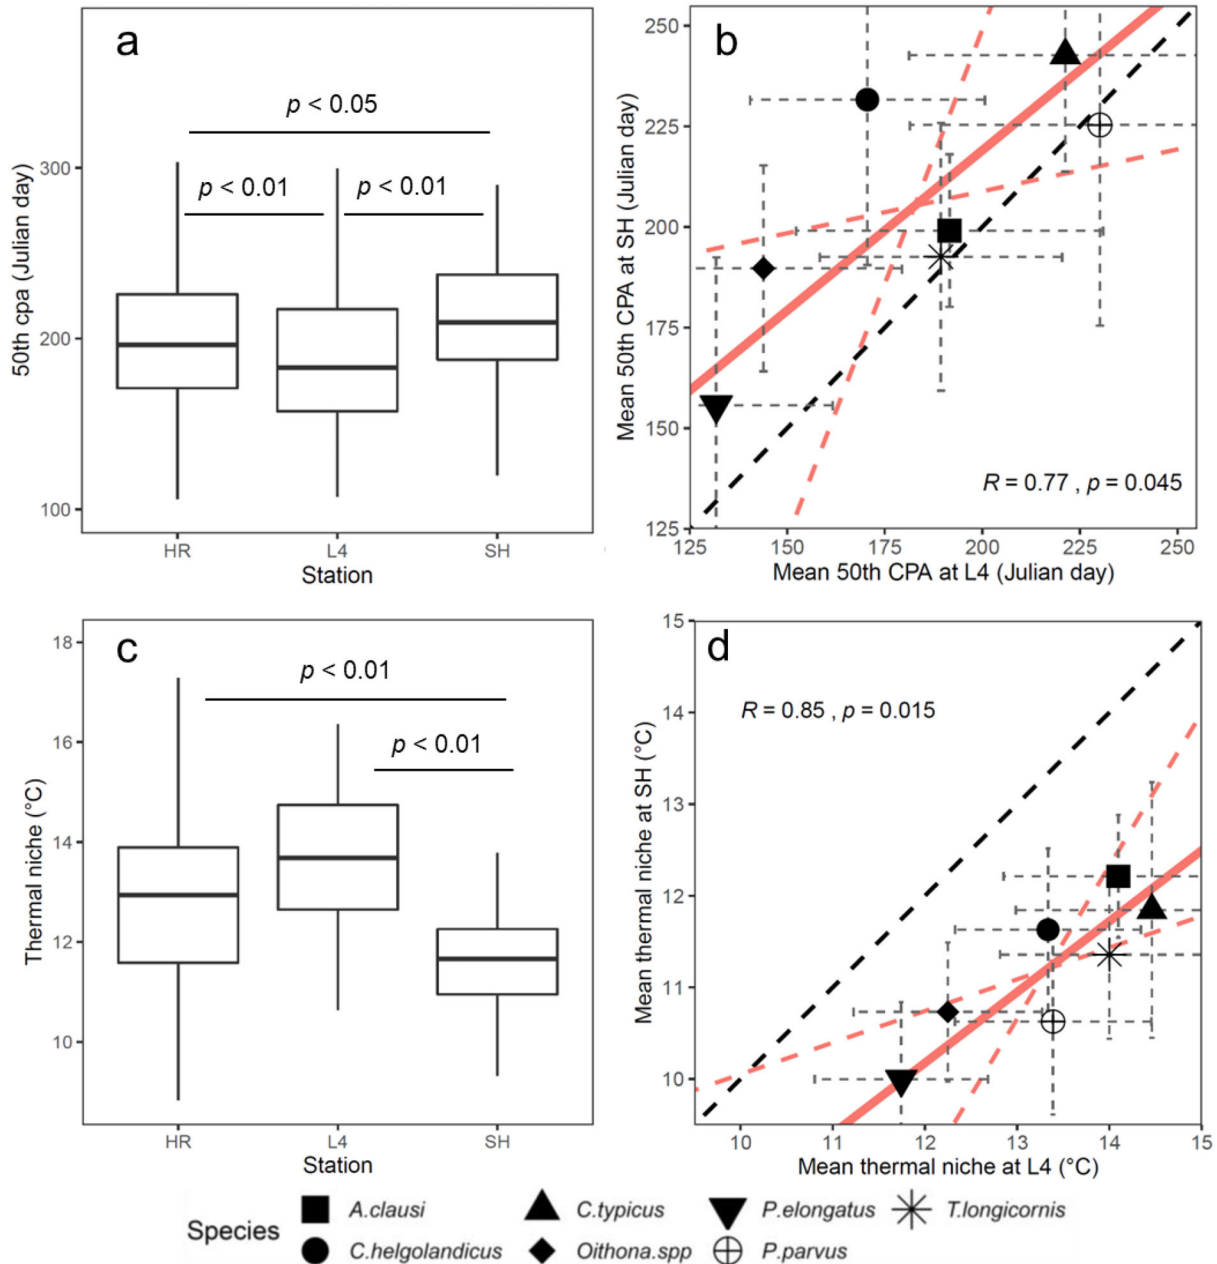 a
50th cpa (Julian day)
300
200
100
p < 0.05
p < 0.01
p < 0.01
HR
L4
SH
Station
b
Mean 50th CPA at SH (Julian day)
250
225
200
175
150
125
R = 0.77 , p = 0.045
125
150
175
200
225
250
Mean 50th CPA at L4 (Julian day)
c
Thermal niche (°C)
18
16
14
12
10
p < 0.01
p < 0.01
HR
L4
SH
Station
d
Mean thermal niche at SH (°C)
15
14
13
12
11
10
R = 0.85 , p = 0.015
10
11
12
13
14
15
Mean thermal niche at L4 (°C)
Species
A.clausi
C.typicus
P.elongatus
T.longicornis
C.helgolandicus
Oithona.spp
P.parvus